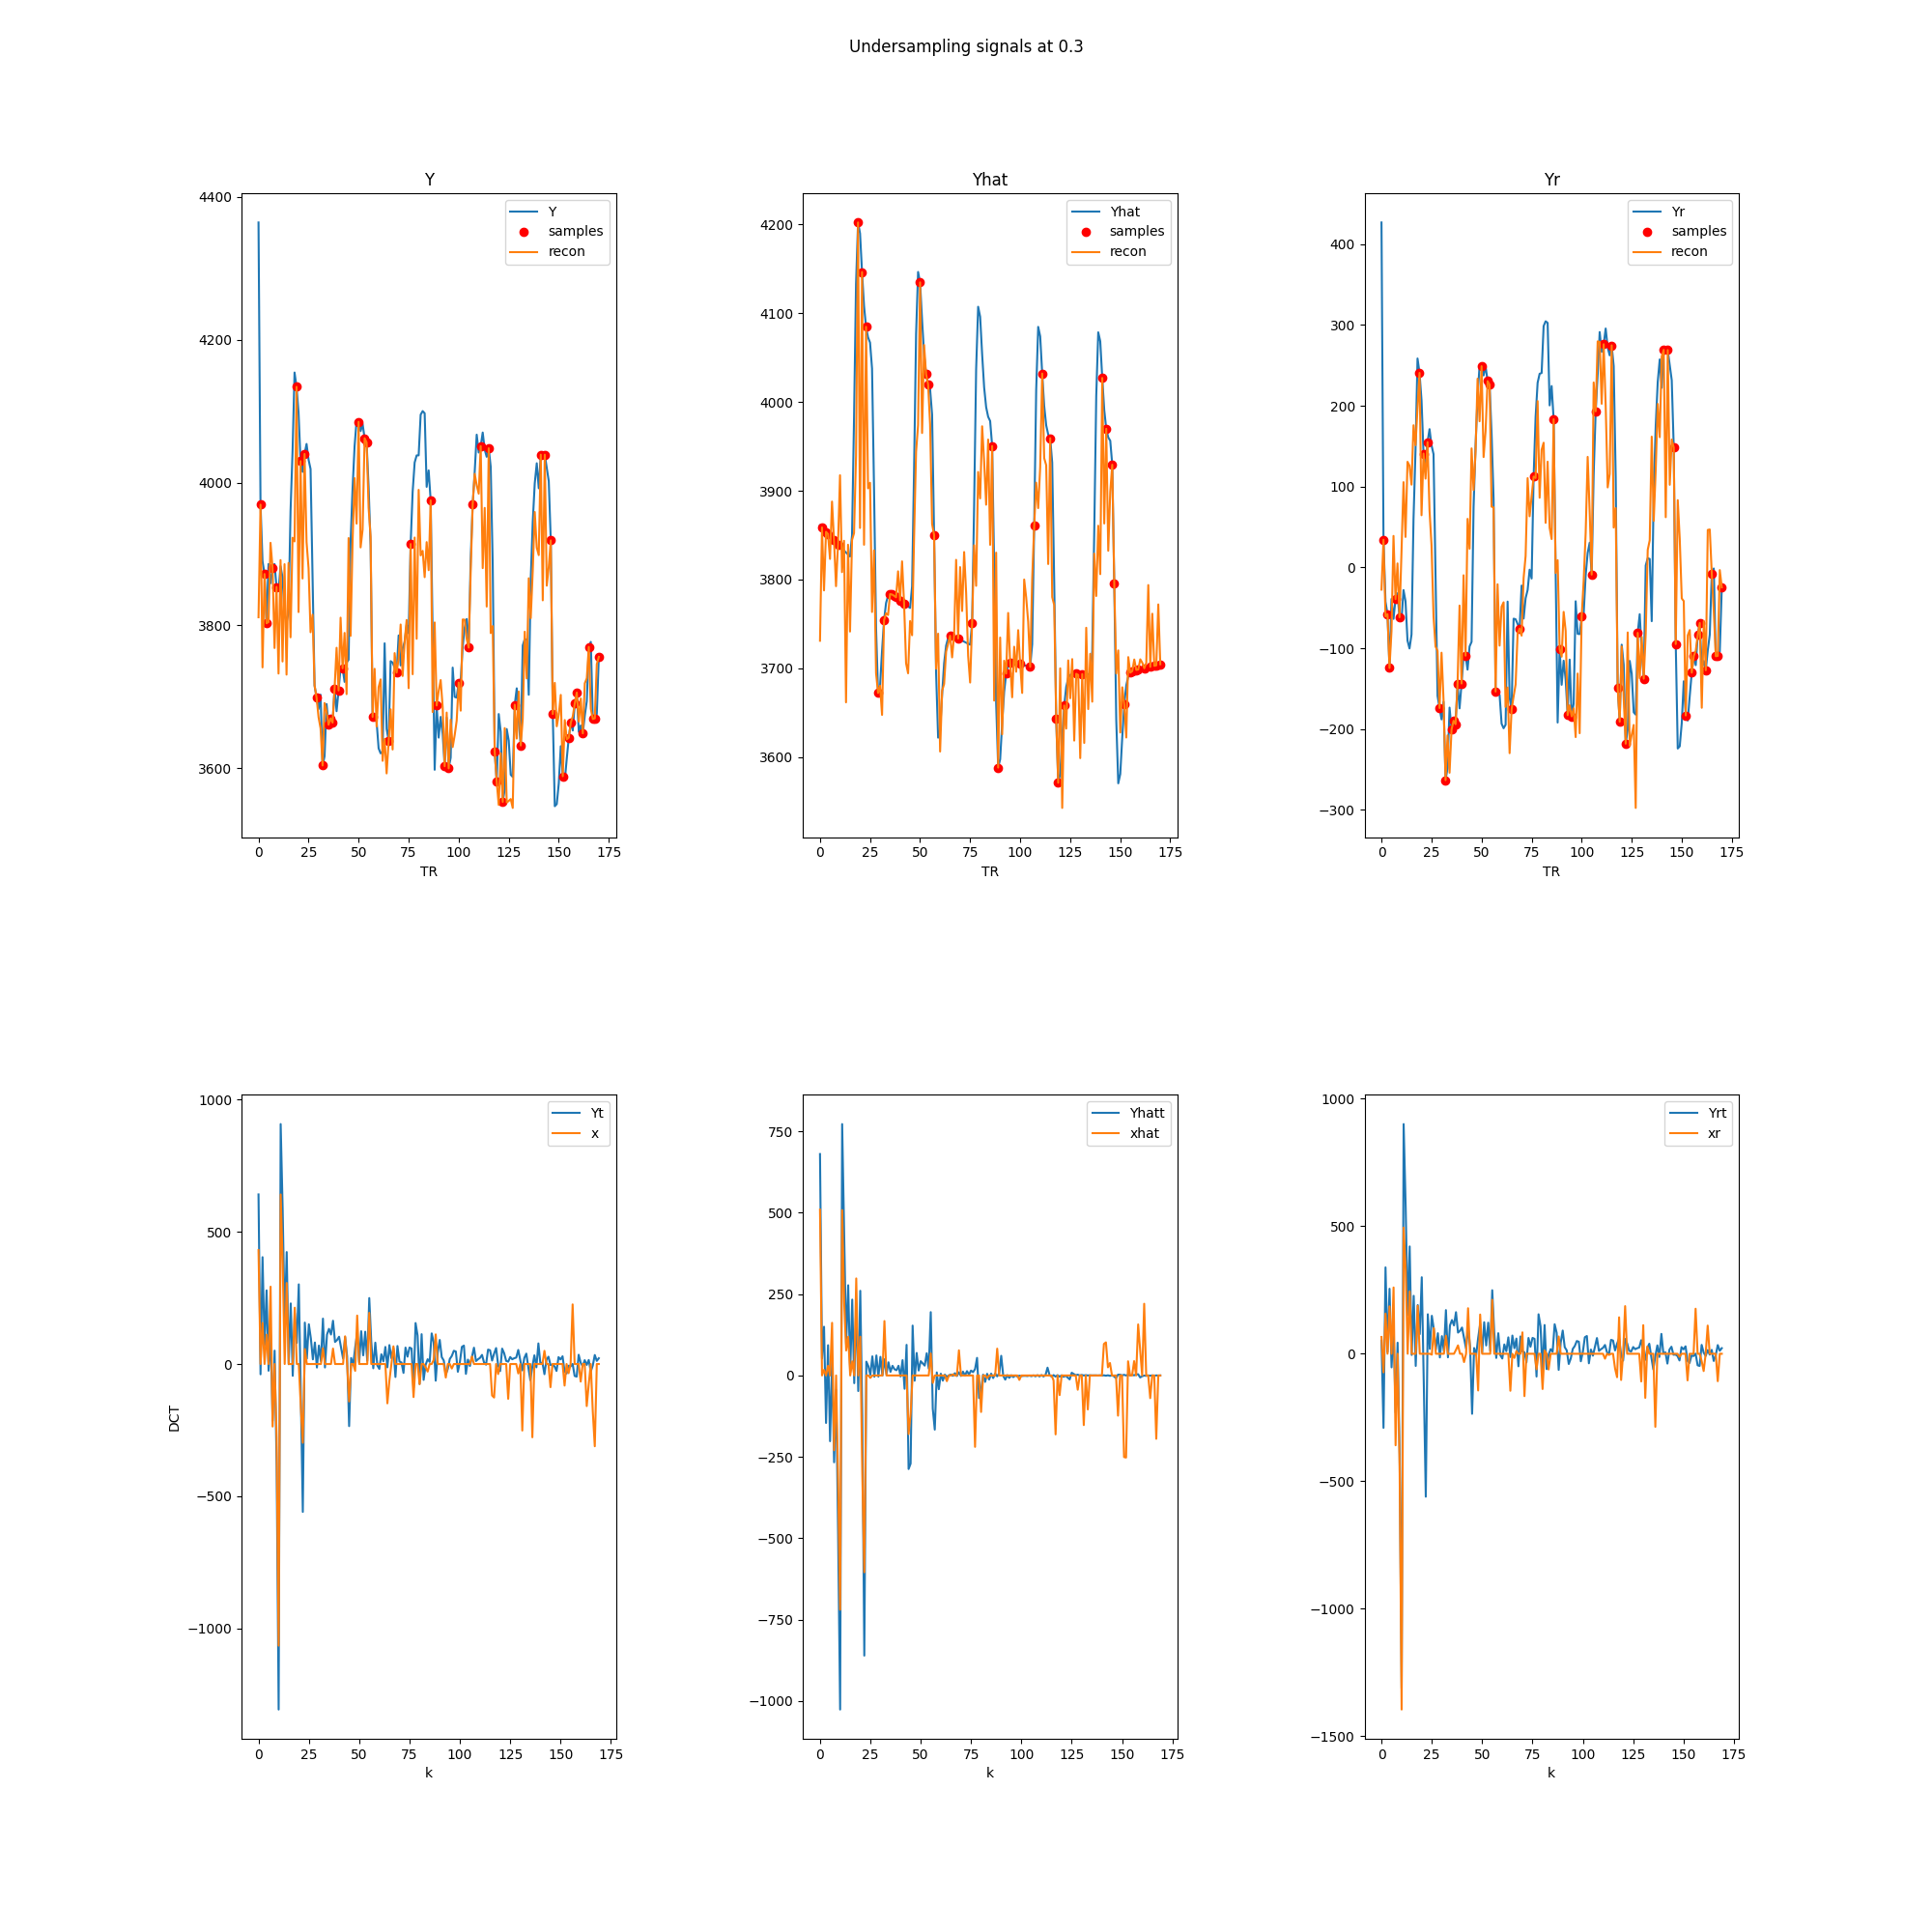 Undersampling signals at 0.3
Y
4400
4200
4000
3800
3600
0 25 50 75 100 125 150 175
TR
Y
samples
recon
Yhat
4200
4100
4000
3900
3800
3700
3600
0 25 50 75 100 125 150 175
TR
Yhat
samples
recon
Yr
400
300
200
100
0
−100
−200
−300
0 25 50 75 100 125 150 175
TR
Yr
samples
recon
DCT
1000
500
0
−500
−1000
0 25 50 75 100 125 150 175
k
Yt
x
750
500
250
0
−250
−500
−750
−1000
0 25 50 75 100 125 150 175
k
Yhatt
xhat
1000
500
0
−500
−1000
−1500
0 25 50 75 100 125 150 175
k
Yrt
xr